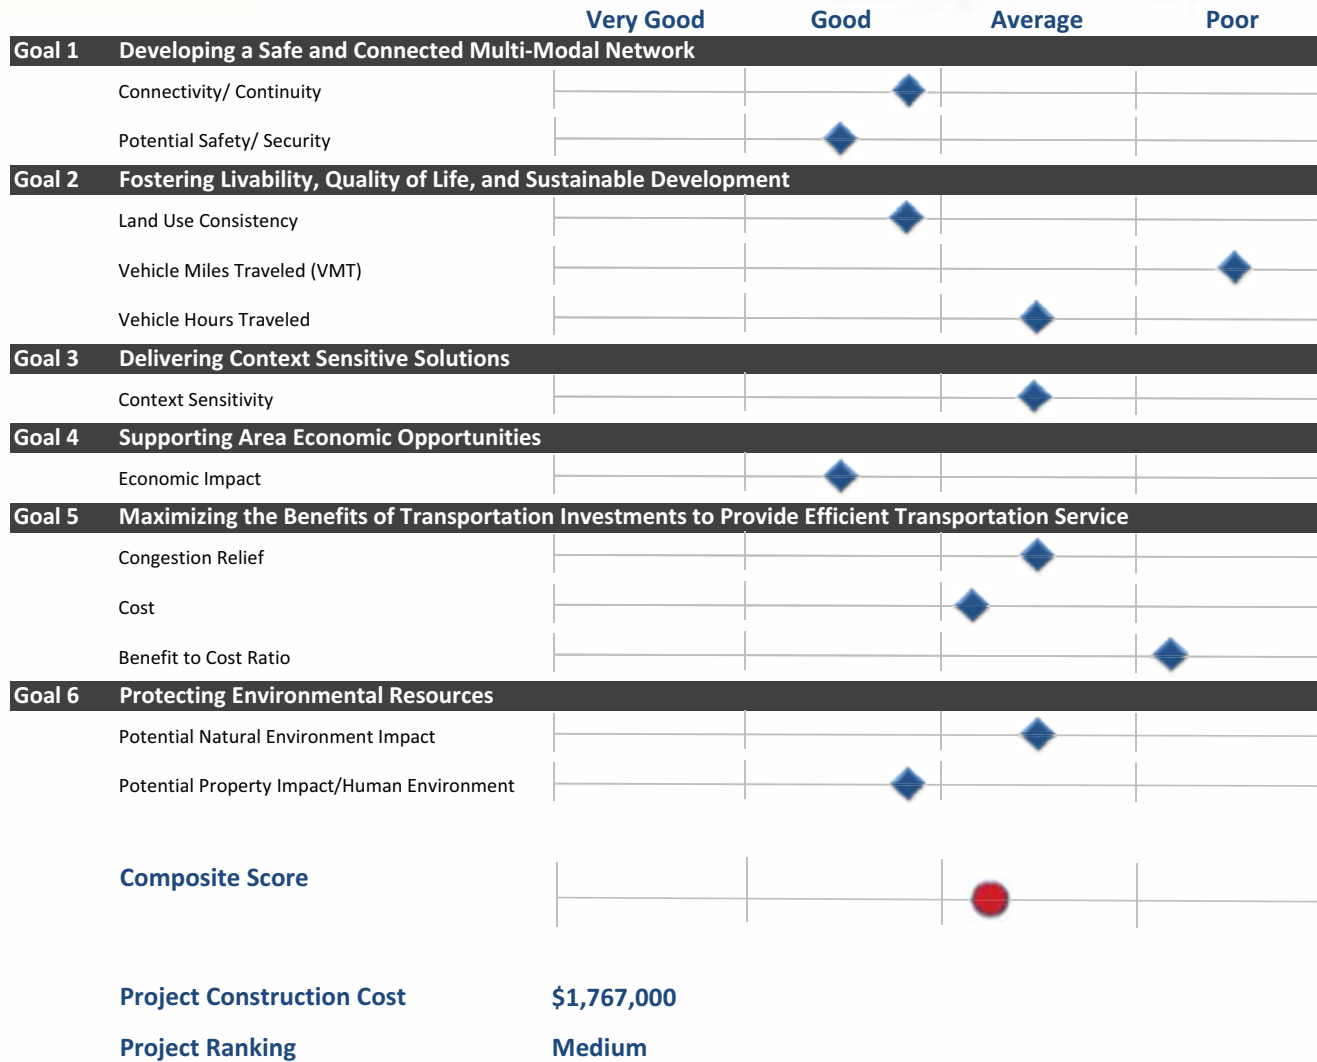 Very Good Good Average Poor
Goal 1 Developing a Safe and Connected Multi-Modal Network
Connectivity/ Continuity
Potential Safety/ Security
Goal 2 Fostering Livability, Quality of Life, and Sustainable Development
Land Use Consistency
Vehicle Miles Traveled (VMT)
Vehicle Hours Traveled
Goal 3 Delivering Context Sensitive Solutions
Context Sensitivity
Goal 4 Supporting Area Economic Opportunities
Economic Impact
Goal 5 Maximizing the Benefits of Transportation Investments to Provide Efficient Transportation Service
Congestion Relief
Cost
Benefit to Cost Ratio
Goal 6 Protecting Environmental Resources
Potential Natural Environment Impact
Potential Property Impact/Human Environment
Composite Score
Project Construction Cost $1,767,000
Project Ranking Medium